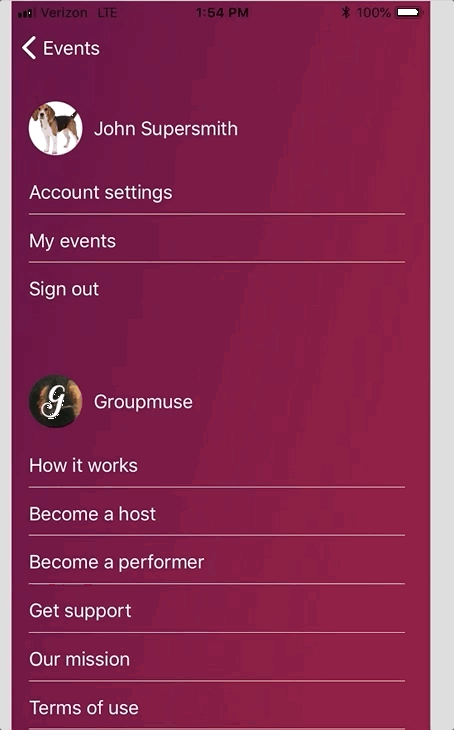 Verizon LTE 1:54 PM 100%
Events
John Supersmith
Account settings
My events
Sign out
G
Groupmuse
How it works
Become a host
Become a performer
Get support
Our mission
Terms of use